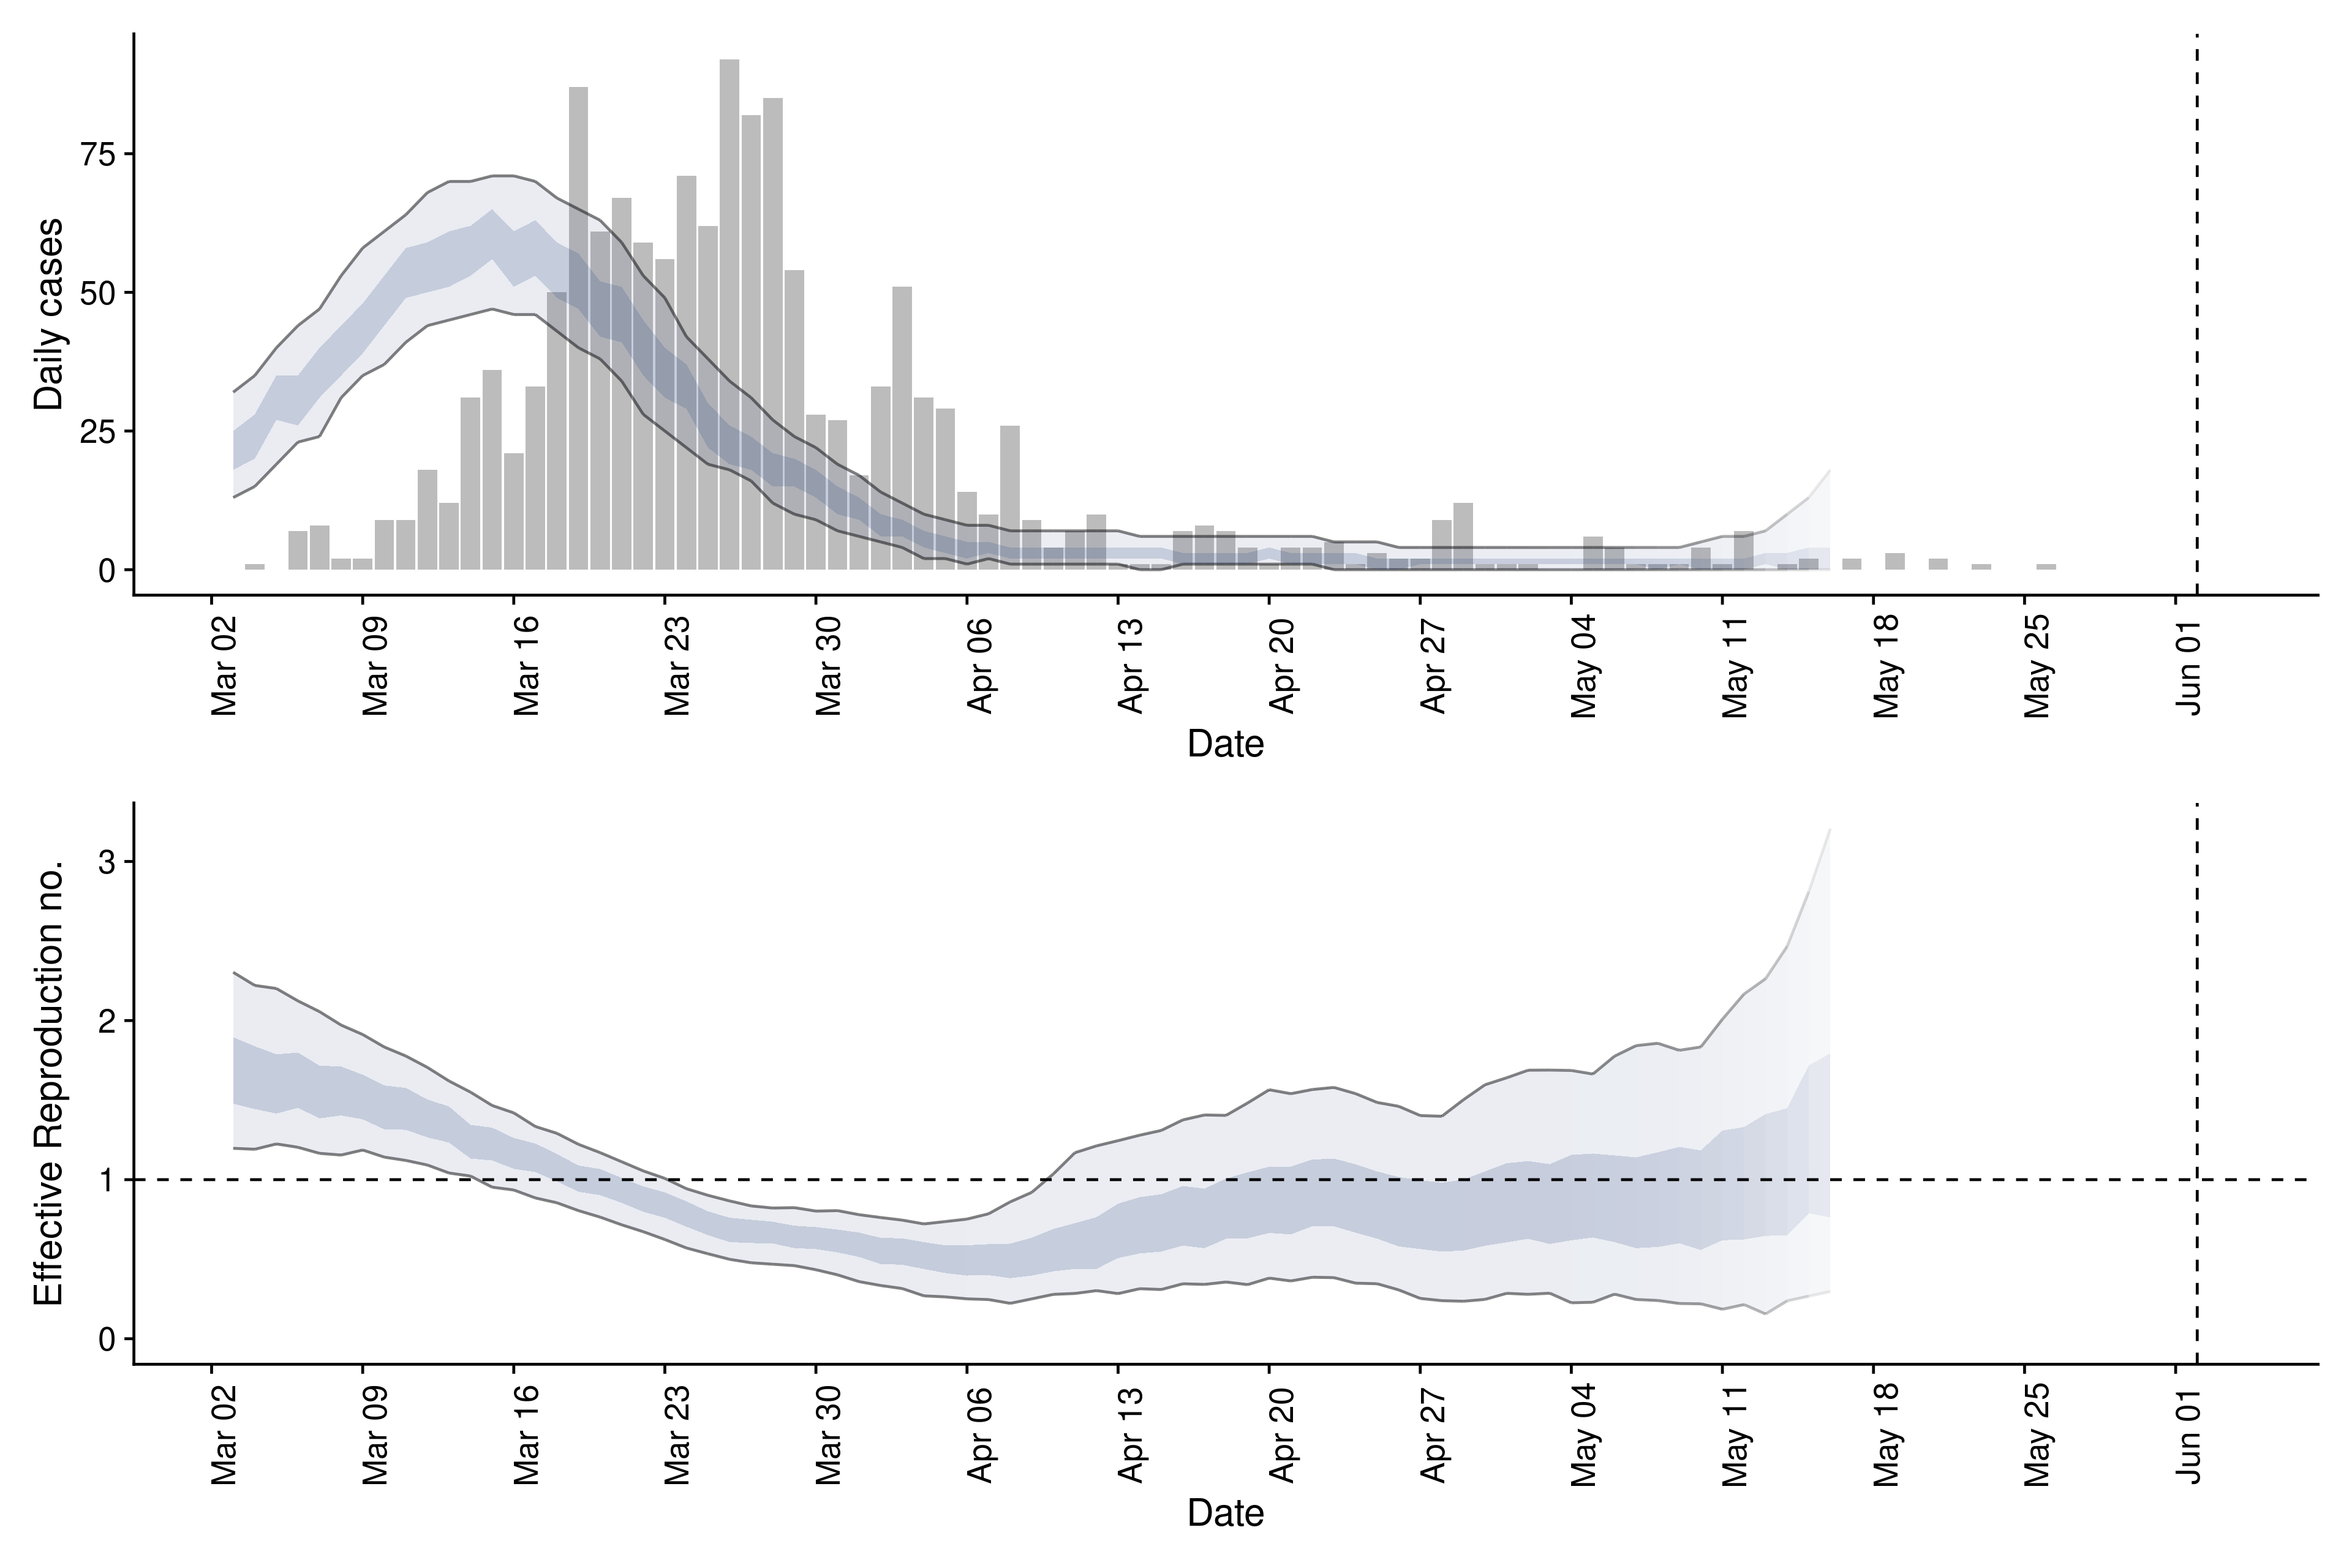 Daily cases
75
50
25
0
Mar 02
Mar 09
Mar 16
Mar 23
Mar 30
Apr 06
Apr 13
Apr 20
Apr 27
May 04
May 11
May 18
May 25
Jun 01
Date
Effective Reproduction no.
3
2
1
0
Mar 02
Mar 09
Mar 16
Mar 23
Mar 30
Apr 06
Apr 13
Apr 20
Apr 27
May 04
May 11
May 18
May 25
Jun 01
Date